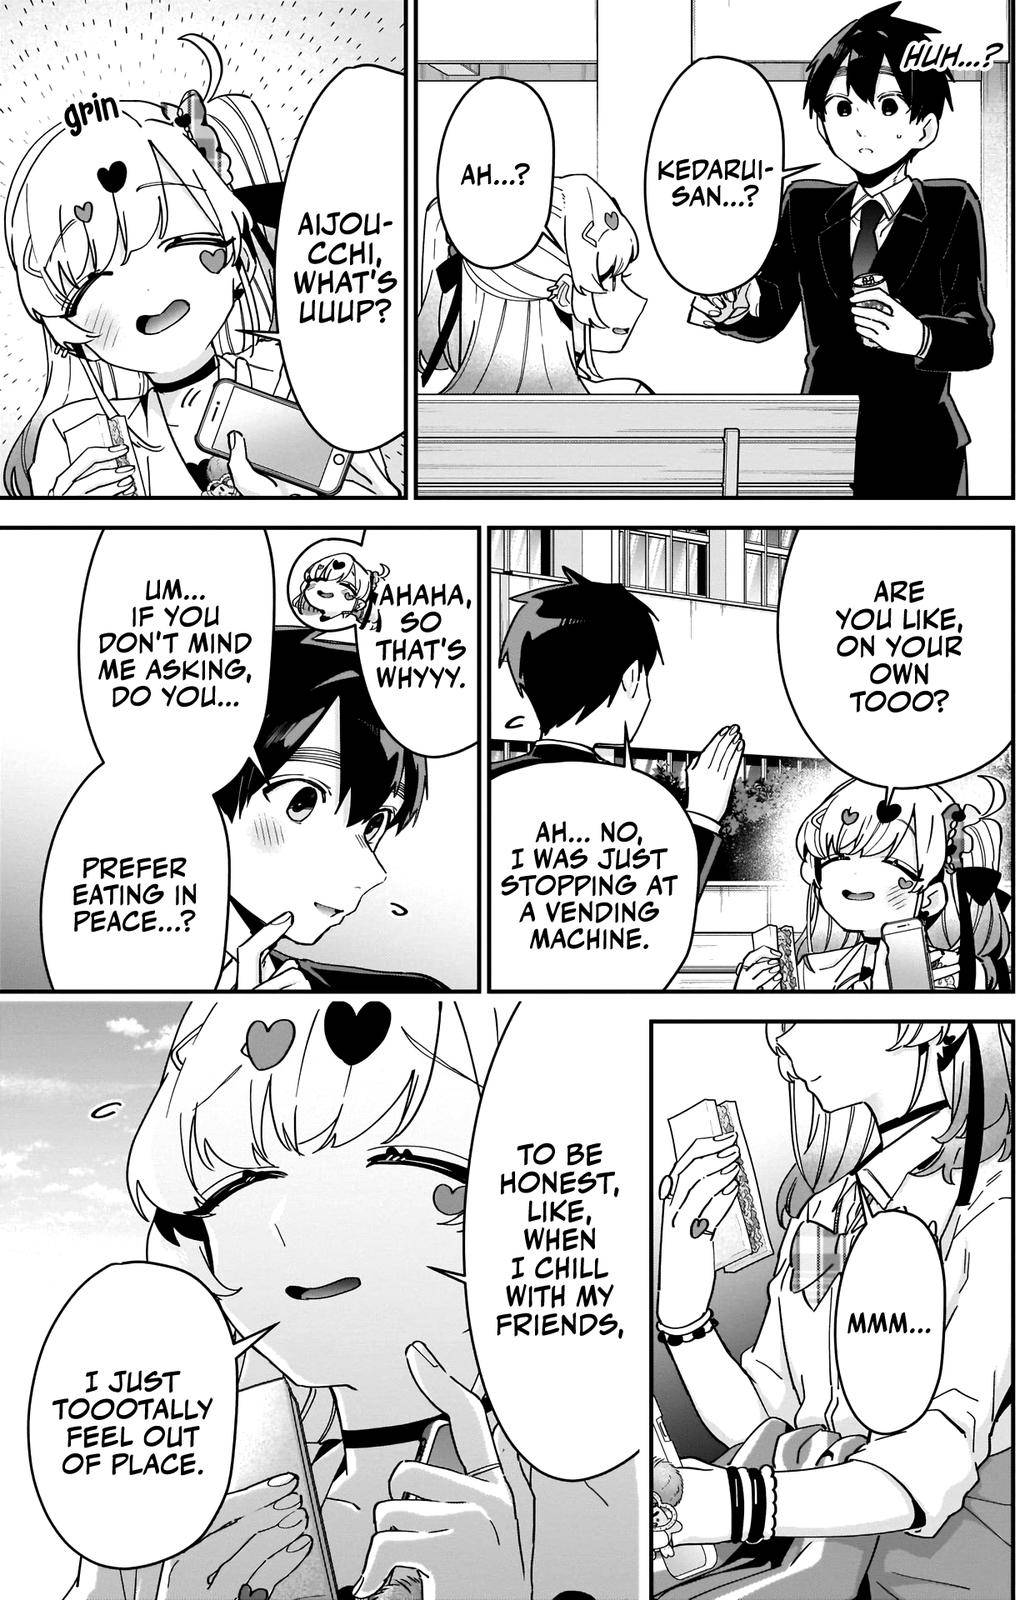 HUH...?
KEDARUI-
SAN...?
AH...?
grin
AIJOU-
CCHI,
WHAT'S
UUUP?
ARE
YOU LIKE,
ON YOUR
OWN
TOOO?
AH... NO,
I WAS JUST
STOPPING AT
A VENDING
MACHINE.
AHAHA,
SO
THAT'S
WHYYY.
UM...
IF YOU
DON'T MIND
ME ASKING,
DO YOU...
PREFER
EATING IN
PEACE...?
MMM...
TO BE
HONEST,
LIKE,
WHEN
I CHILL
WITH MY
FRIENDS,
I JUST
TOOOTALLY
FEEL OUT
OF PLACE.